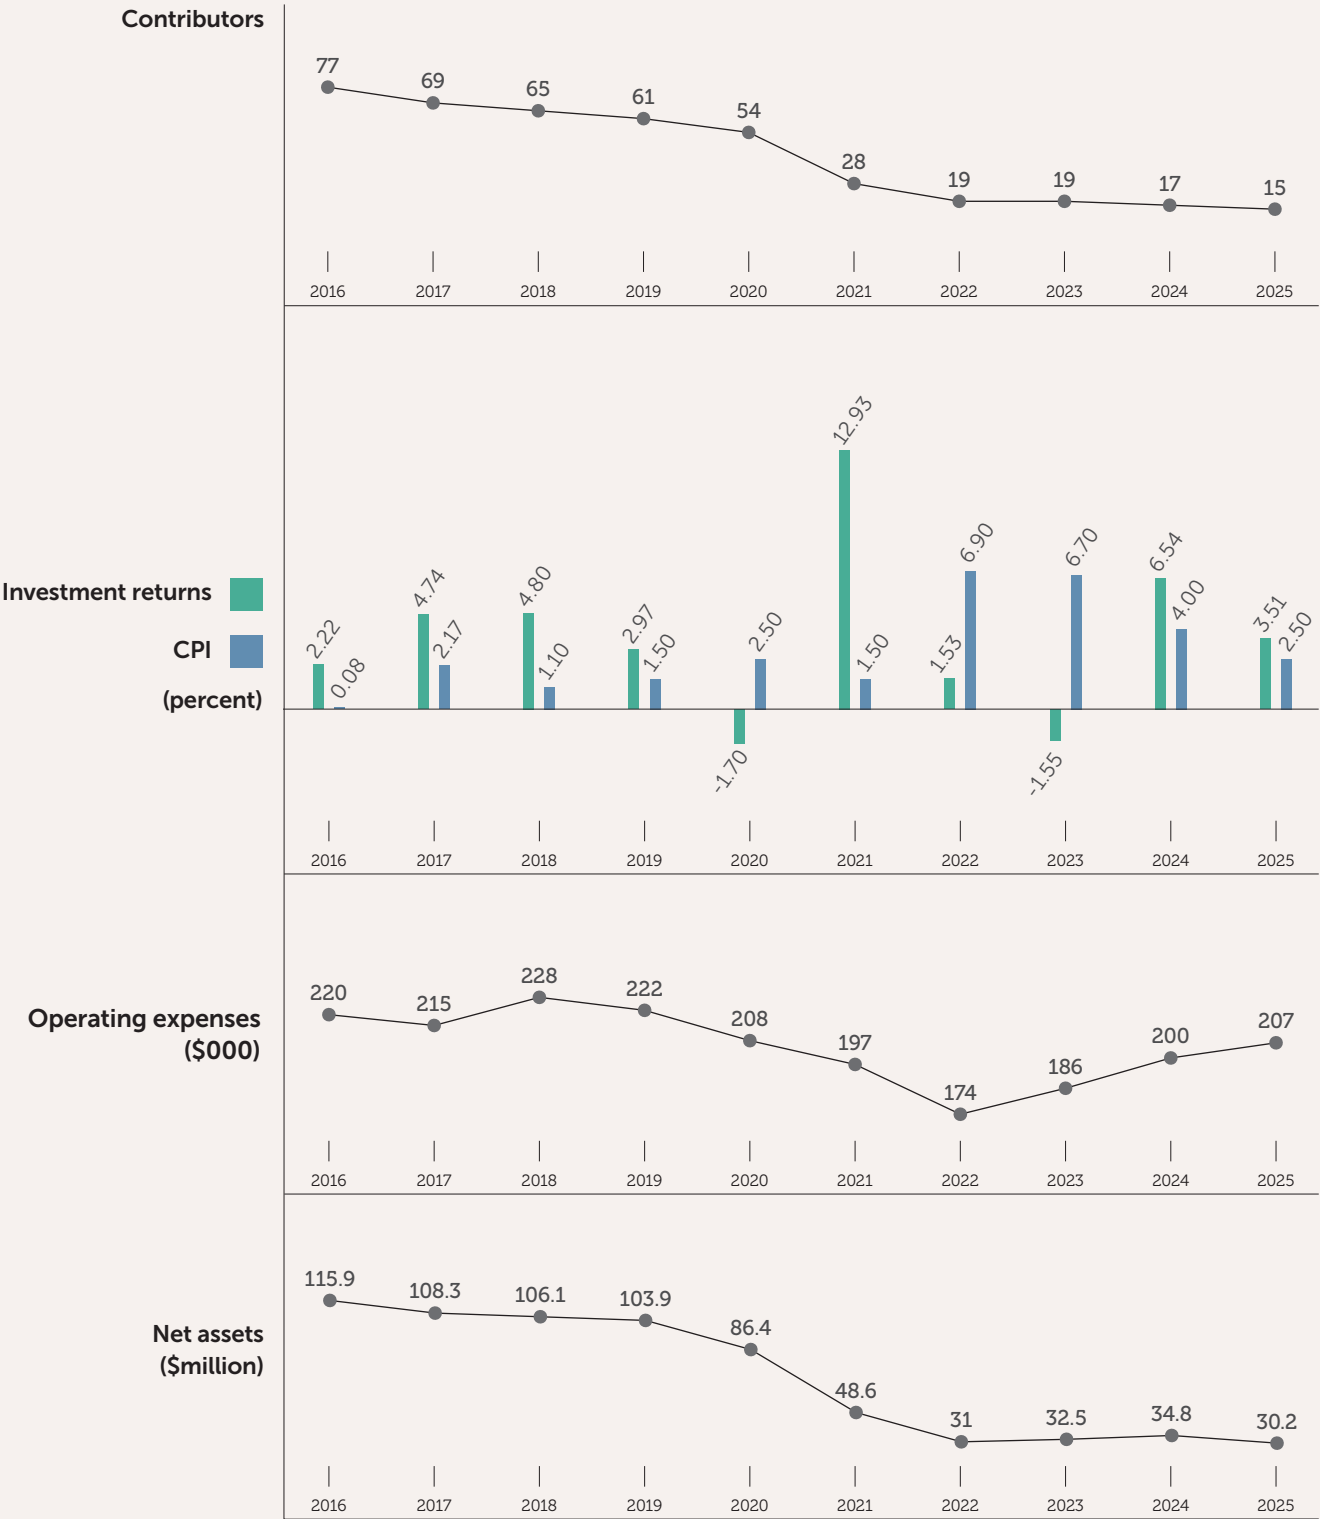 Contributors
77 69 65 61 54 28 19 19 17 15
2016 2017 2018 2019 2020 2021 2022 2023 2024 2025
Investment returns
CPI
(percent)
2.22 0.08 4.74 2.17 4.80 1.10 2.97 1.50 -1.70 2.50 12.93 1.50 1.53 6.90 -1.55 6.70 6.54 4.00 3.51 2.50
2016 2017 2018 2019 2020 2021 2022 2023 2024 2025
Operating expenses
($000)
220 215 228 222 208 197 174 186 200 207
2016 2017 2018 2019 2020 2021 2022 2023 2024 2025
Net assets
($million)
115.9 108.3 106.1 103.9 86.4 48.6 31 32.5 34.8 30.2
2016 2017 2018 2019 2020 2021 2022 2023 2024 2025